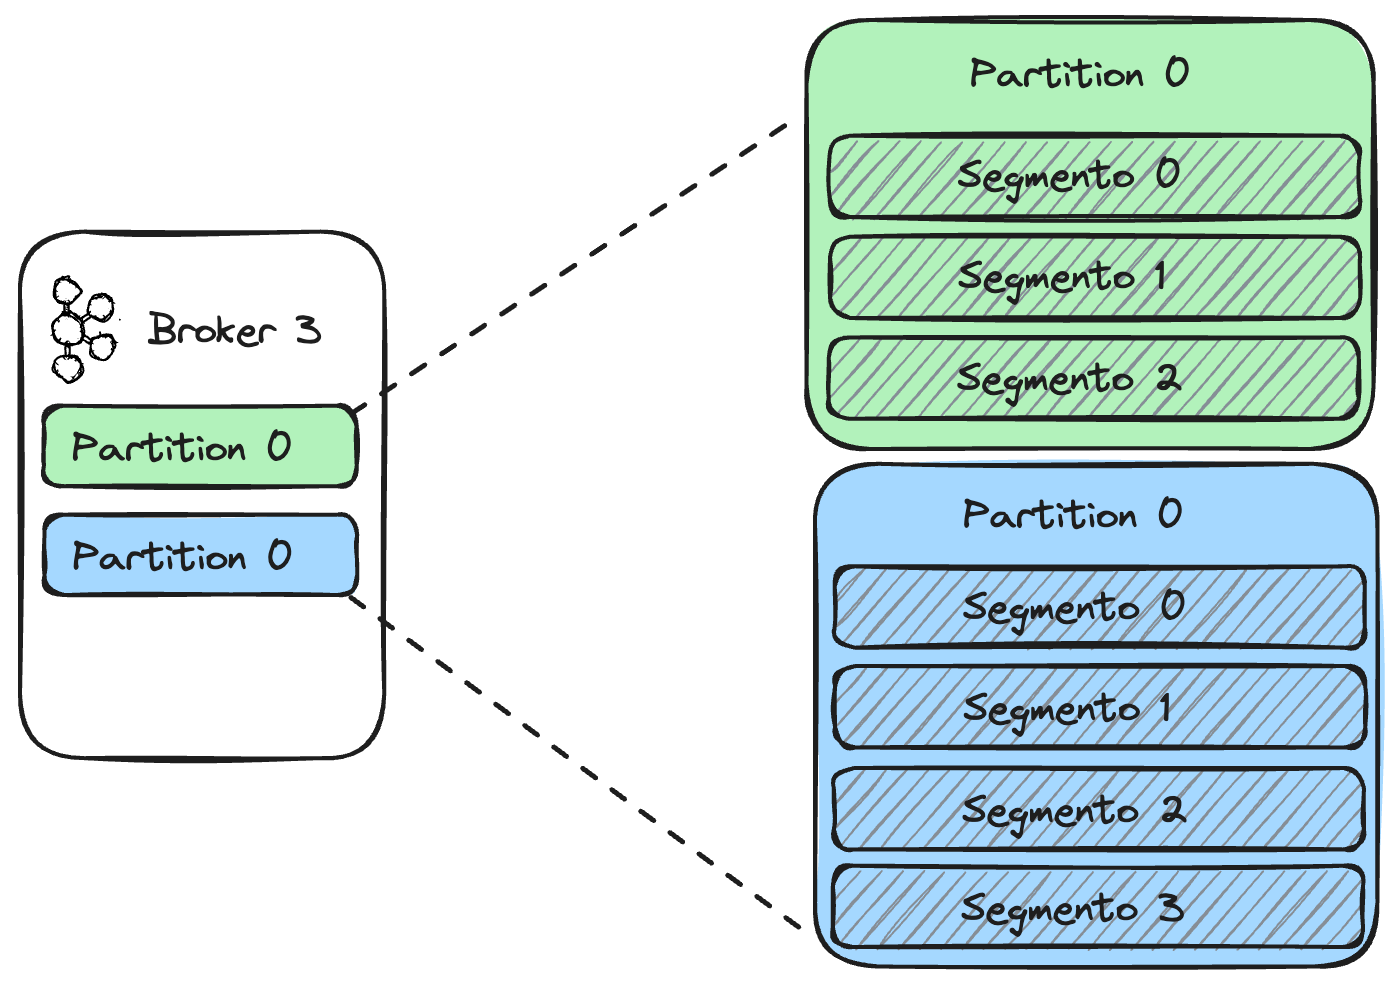 Broker 3
Partition 0
Partition 0
Partition 0
Segmento 0
Segmento 1
Segmento 2
Partition 0
Segmento 0
Segmento 1
Segmento 2
Segmento 3